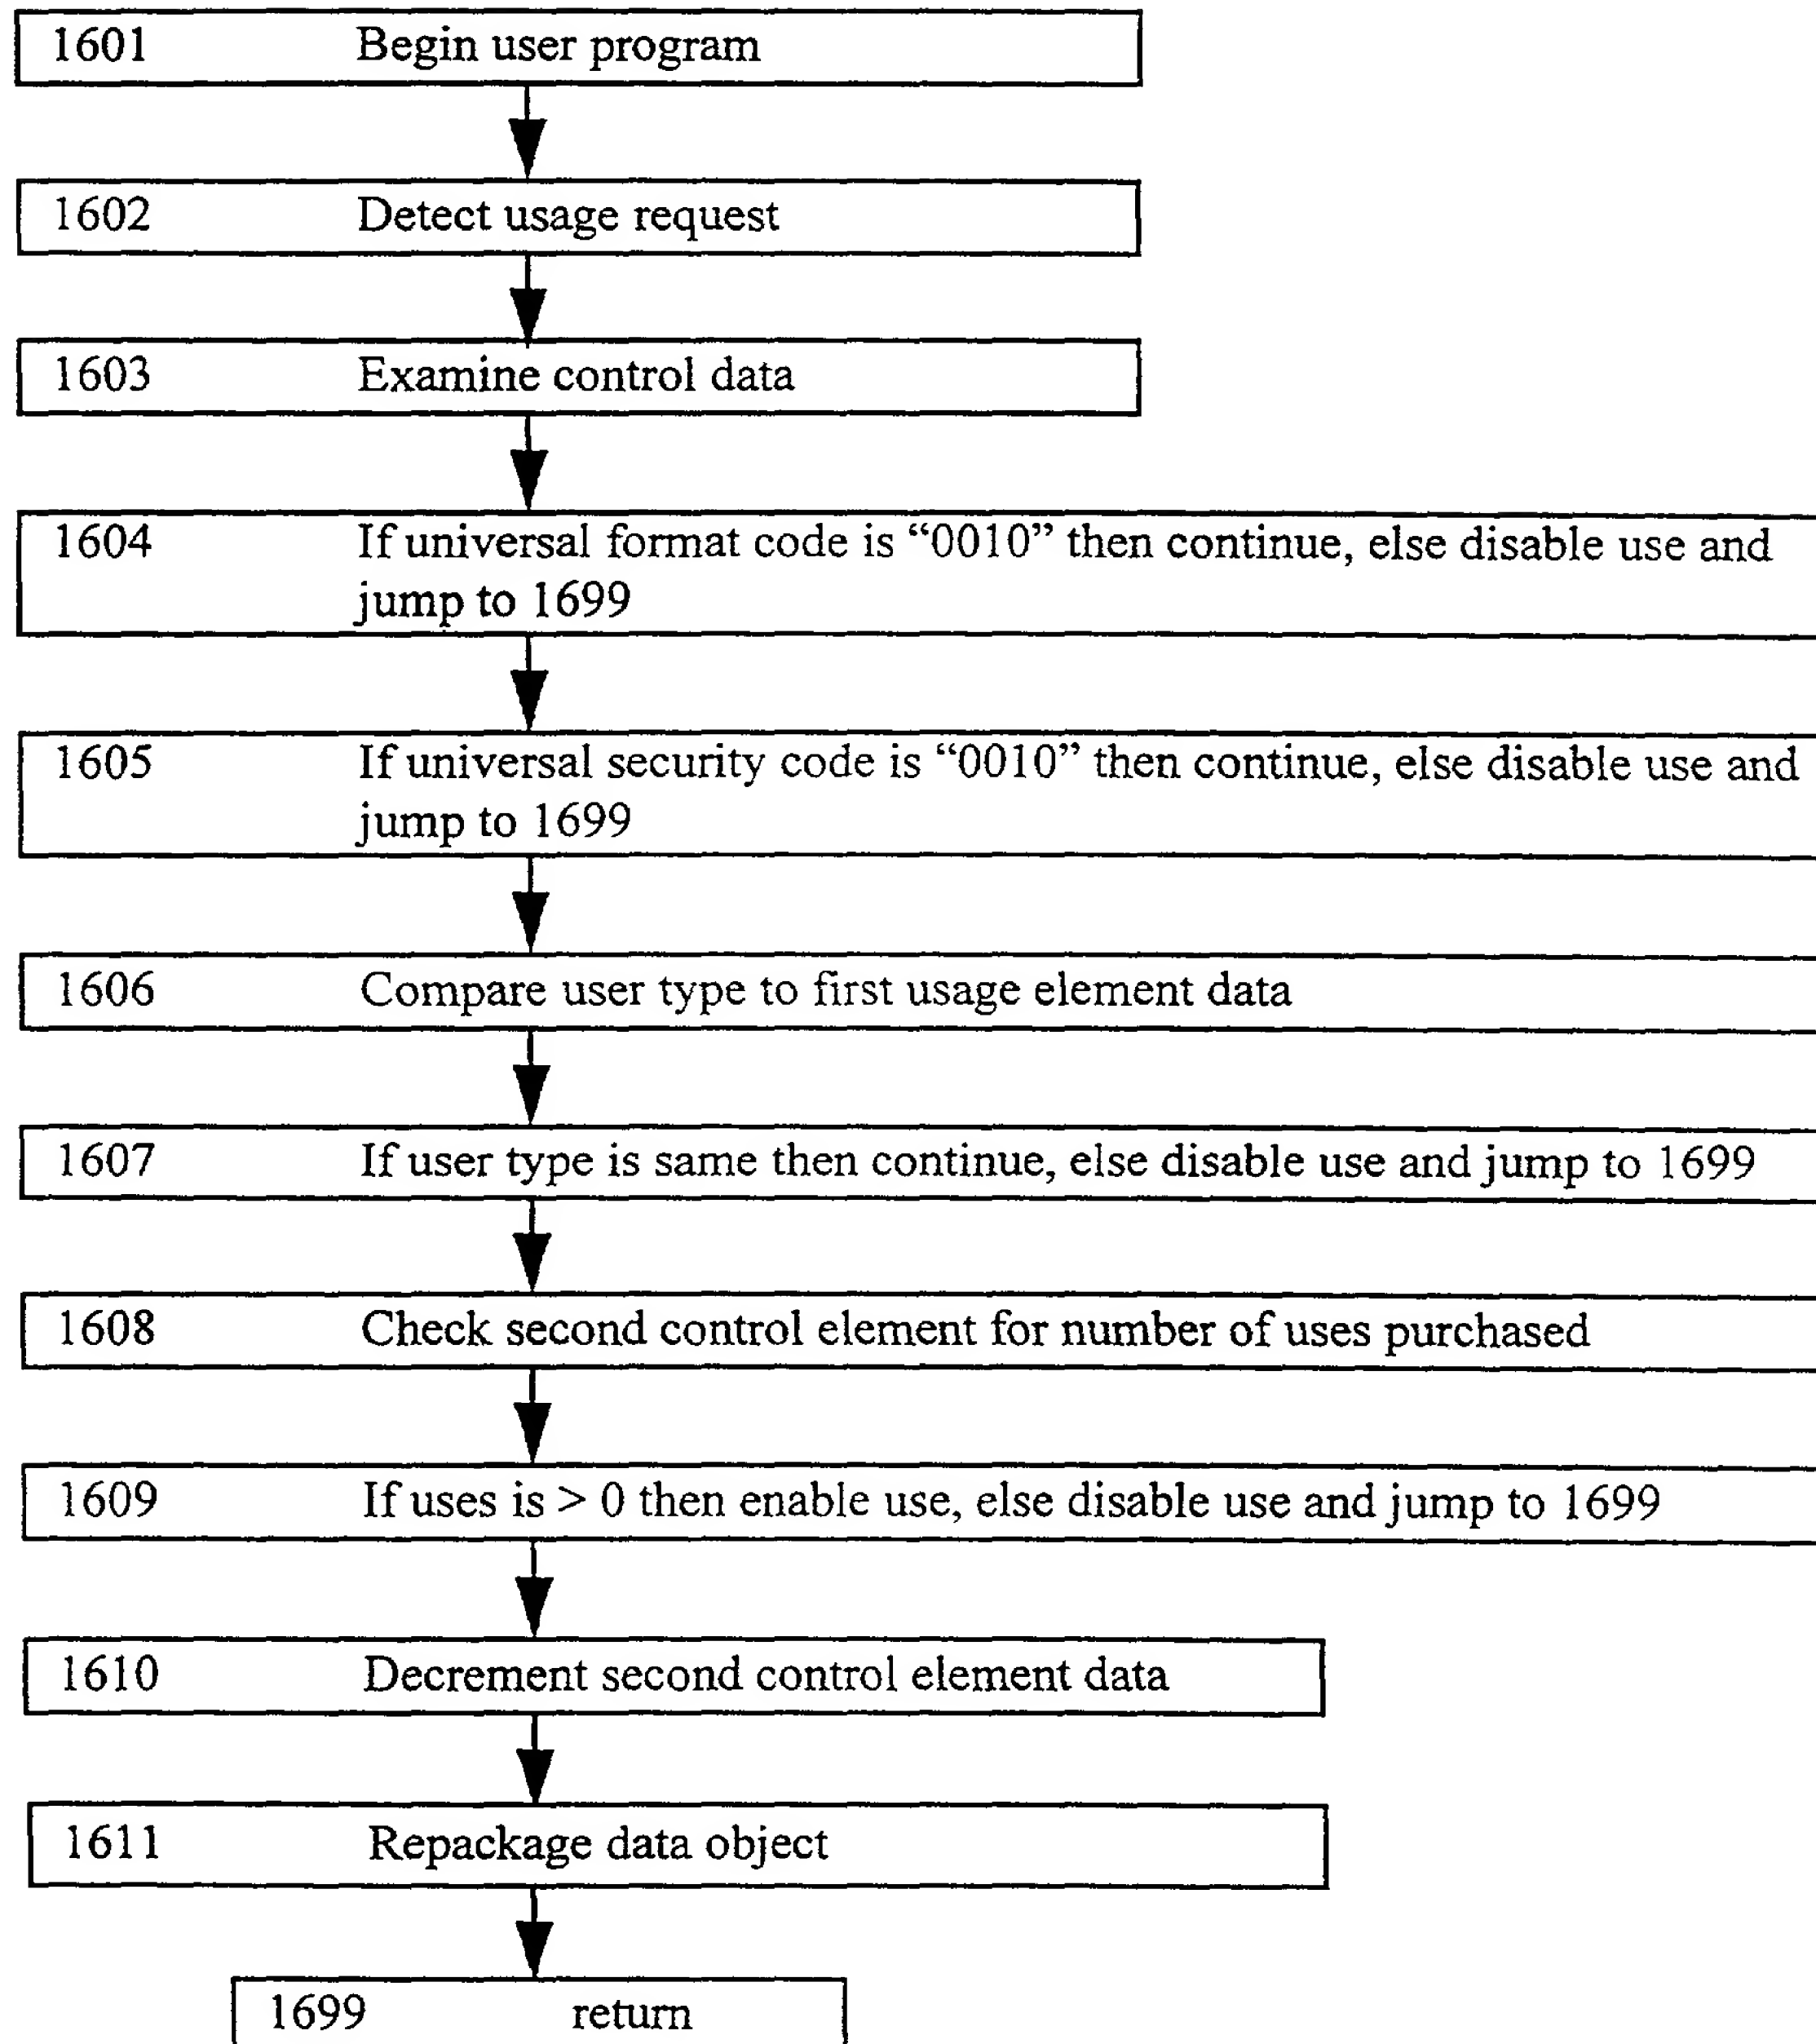 1601 Begin user program
1602 Detect usage request
1603 Examine control data
1604 If universal format code is “0010” then continue, else disable use and
jump to 1699
1605 If universal security code is “0010” then continue, else disable use and
jump to 1699
1606 Compare user type to first usage element data
1607 If user type is same then continue, else disable use and jump to 1699
1608 Check second control element for number of uses purchased
1609 If uses is > 0 then enable use, else disable use and jump to 1699
1610 Decrement second control element data
1611 Repackage data object
1699 return